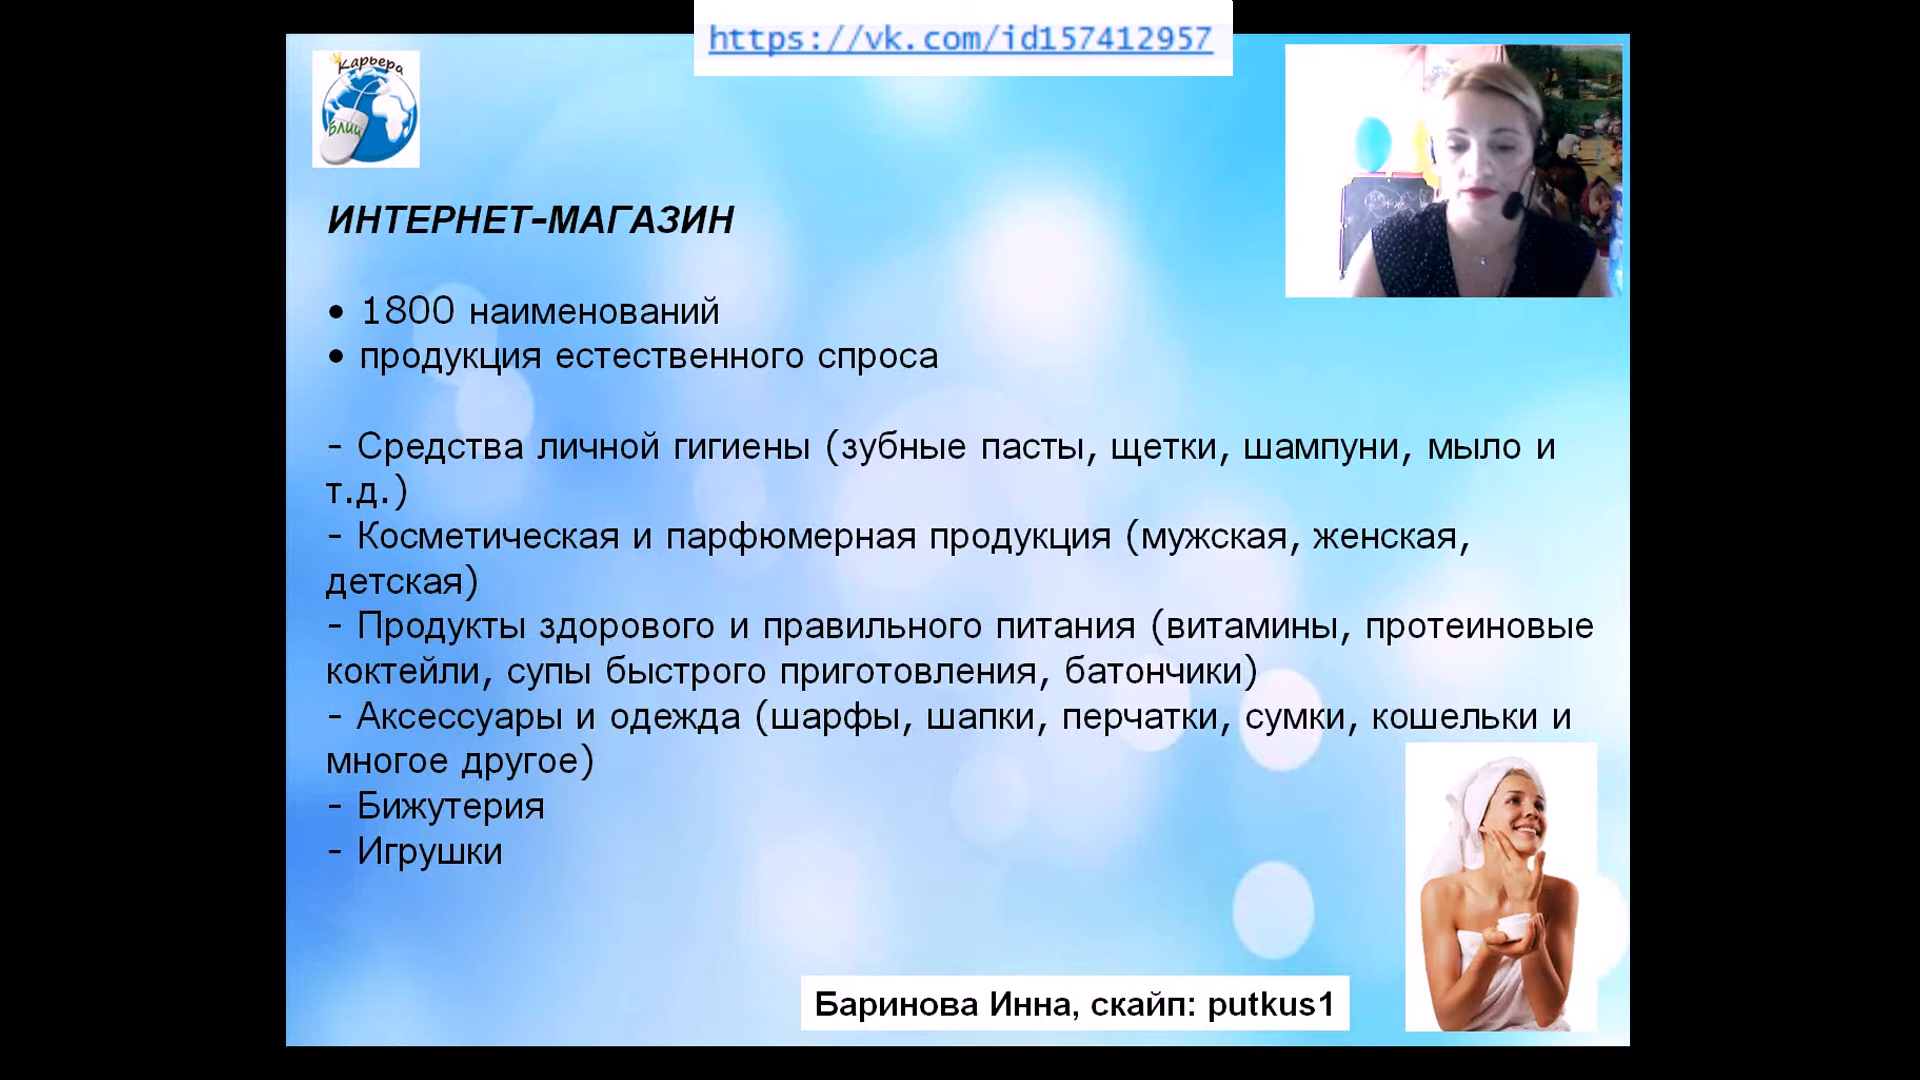 https://vk.com/id157412957
Карьера
Блиц
ИНТЕРНЕТ-МАГАЗИН
• 1800 наименований
• продукция естественного спроса
- Средства личной гигиены (зубные пасты, щетки, шампуни, мыло и
т.д.)
- Косметическая и парфюмерная продукция (мужская, женская,
детская)
- Продукты здорового и правильного питания (витамины, протеиновые
коктейли, супы быстрого приготовления, батончики)
- Аксессуары и одежда (шарфы, шапки, перчатки, сумки, кошельки и
многое другое)
- Бижутерия
- Игрушки
Баринова Инна, скайп: putkus1